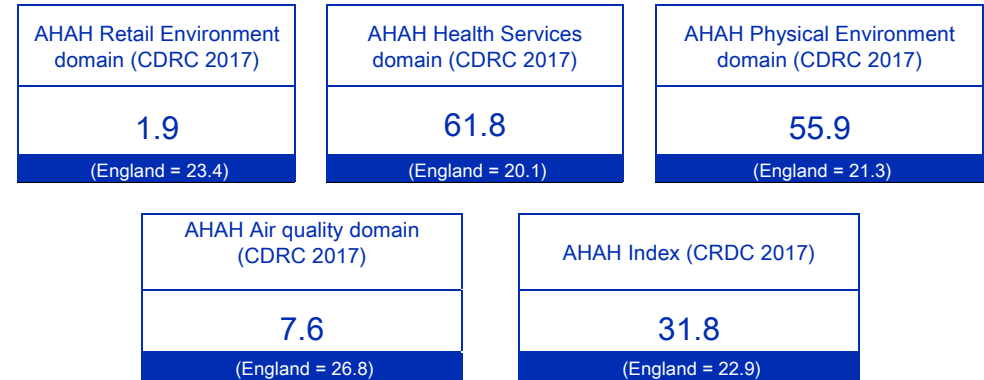 AHAH Retail Environment
domain (CDRC 2017)
1.9
(England = 23.4)
AHAH Health Services
domain (CDRC 2017)
61.8
(England = 20.1)
AHAH Physical Environment
domain (CDRC 2017)
55.9
(England = 21.3)
AHAH Air quality domain
(CDRC 2017)
7.6
(England = 26.8)
AHAH Index (CRDC 2017)
31.8
(England = 22.9)